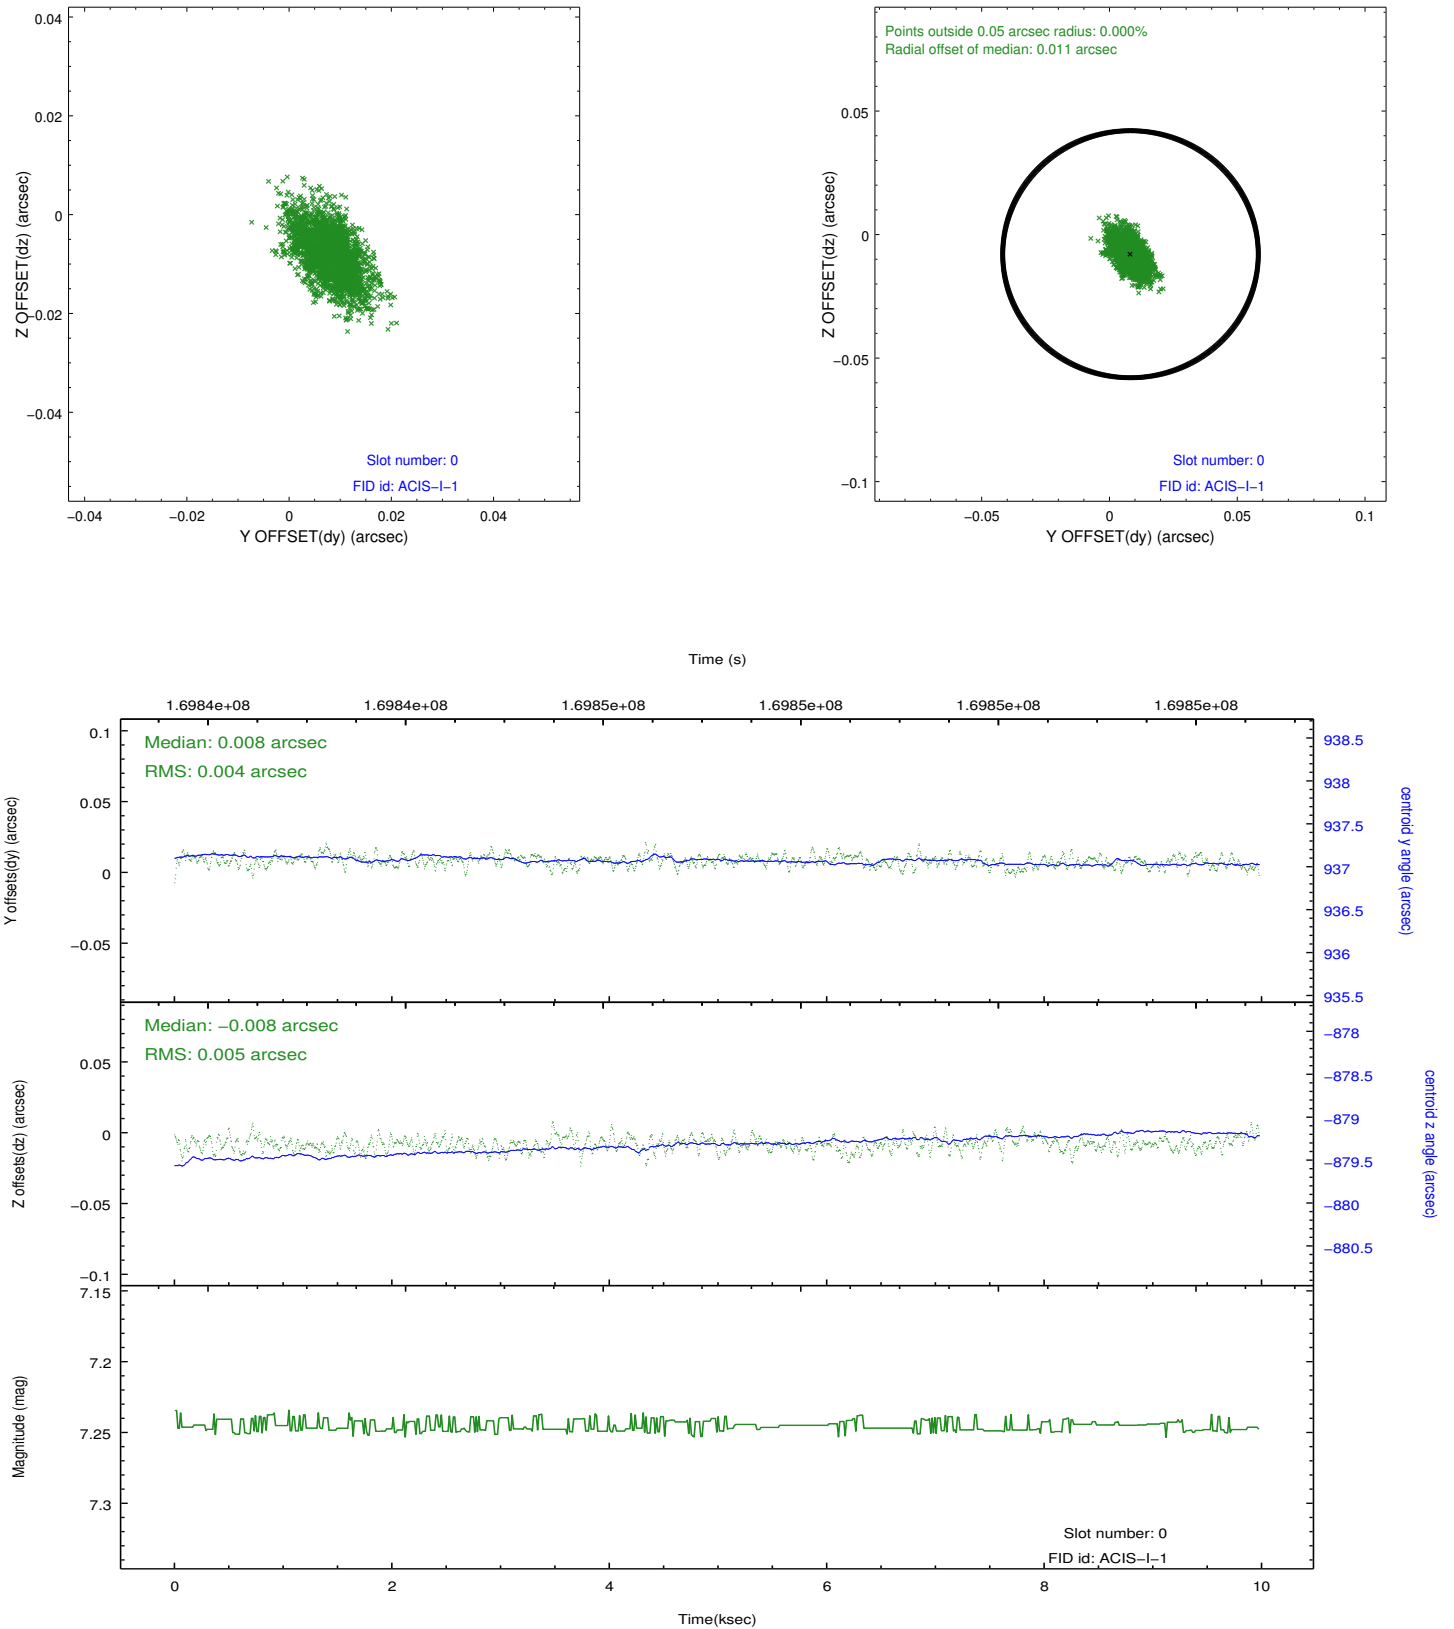 0.04
0.02
0
−0.02
−0.04
Z OFFSET(dz) (arcsec)
Slot number: 0
FID id: ACIS−I−1
−0.04
−0.02
0
0.02
0.04
Y OFFSET(dy) (arcsec)
Points outside 0.05 arcsec radius: 0.000%
Radial offset of median: 0.011 arcsec
0.05
0
−0.05
−0.1
Z OFFSET(dz) (arcsec)
Slot number: 0
FID id: ACIS−I−1
−0.05
0
0.05
0.1
Y OFFSET(dy) (arcsec)
Time (s)
1.6984e+08
1.6984e+08
1.6985e+08
1.6985e+08
1.6985e+08
1.6985e+08
Median: 0.008 arcsec
RMS: 0.004 arcsec
0.1
0.05
0
−0.05
Y offsets(dy) (arcsec)
938.5
938
937.5
937
936.5
936
935.5
centroid y angle (arcsec)
Median: −0.008 arcsec
RMS: 0.005 arcsec
0.05
0
−0.05
−0.1
Z offsets(dz) (arcsec)
−878
−878.5
−879
−879.5
−880
−880.5
centroid z angle (arcsec)
7.15
7.2
7.25
7.3
Magnitude (mag)
Slot number: 0
FID id: ACIS−I−1
0
2
4
6
8
10
Time(ksec)